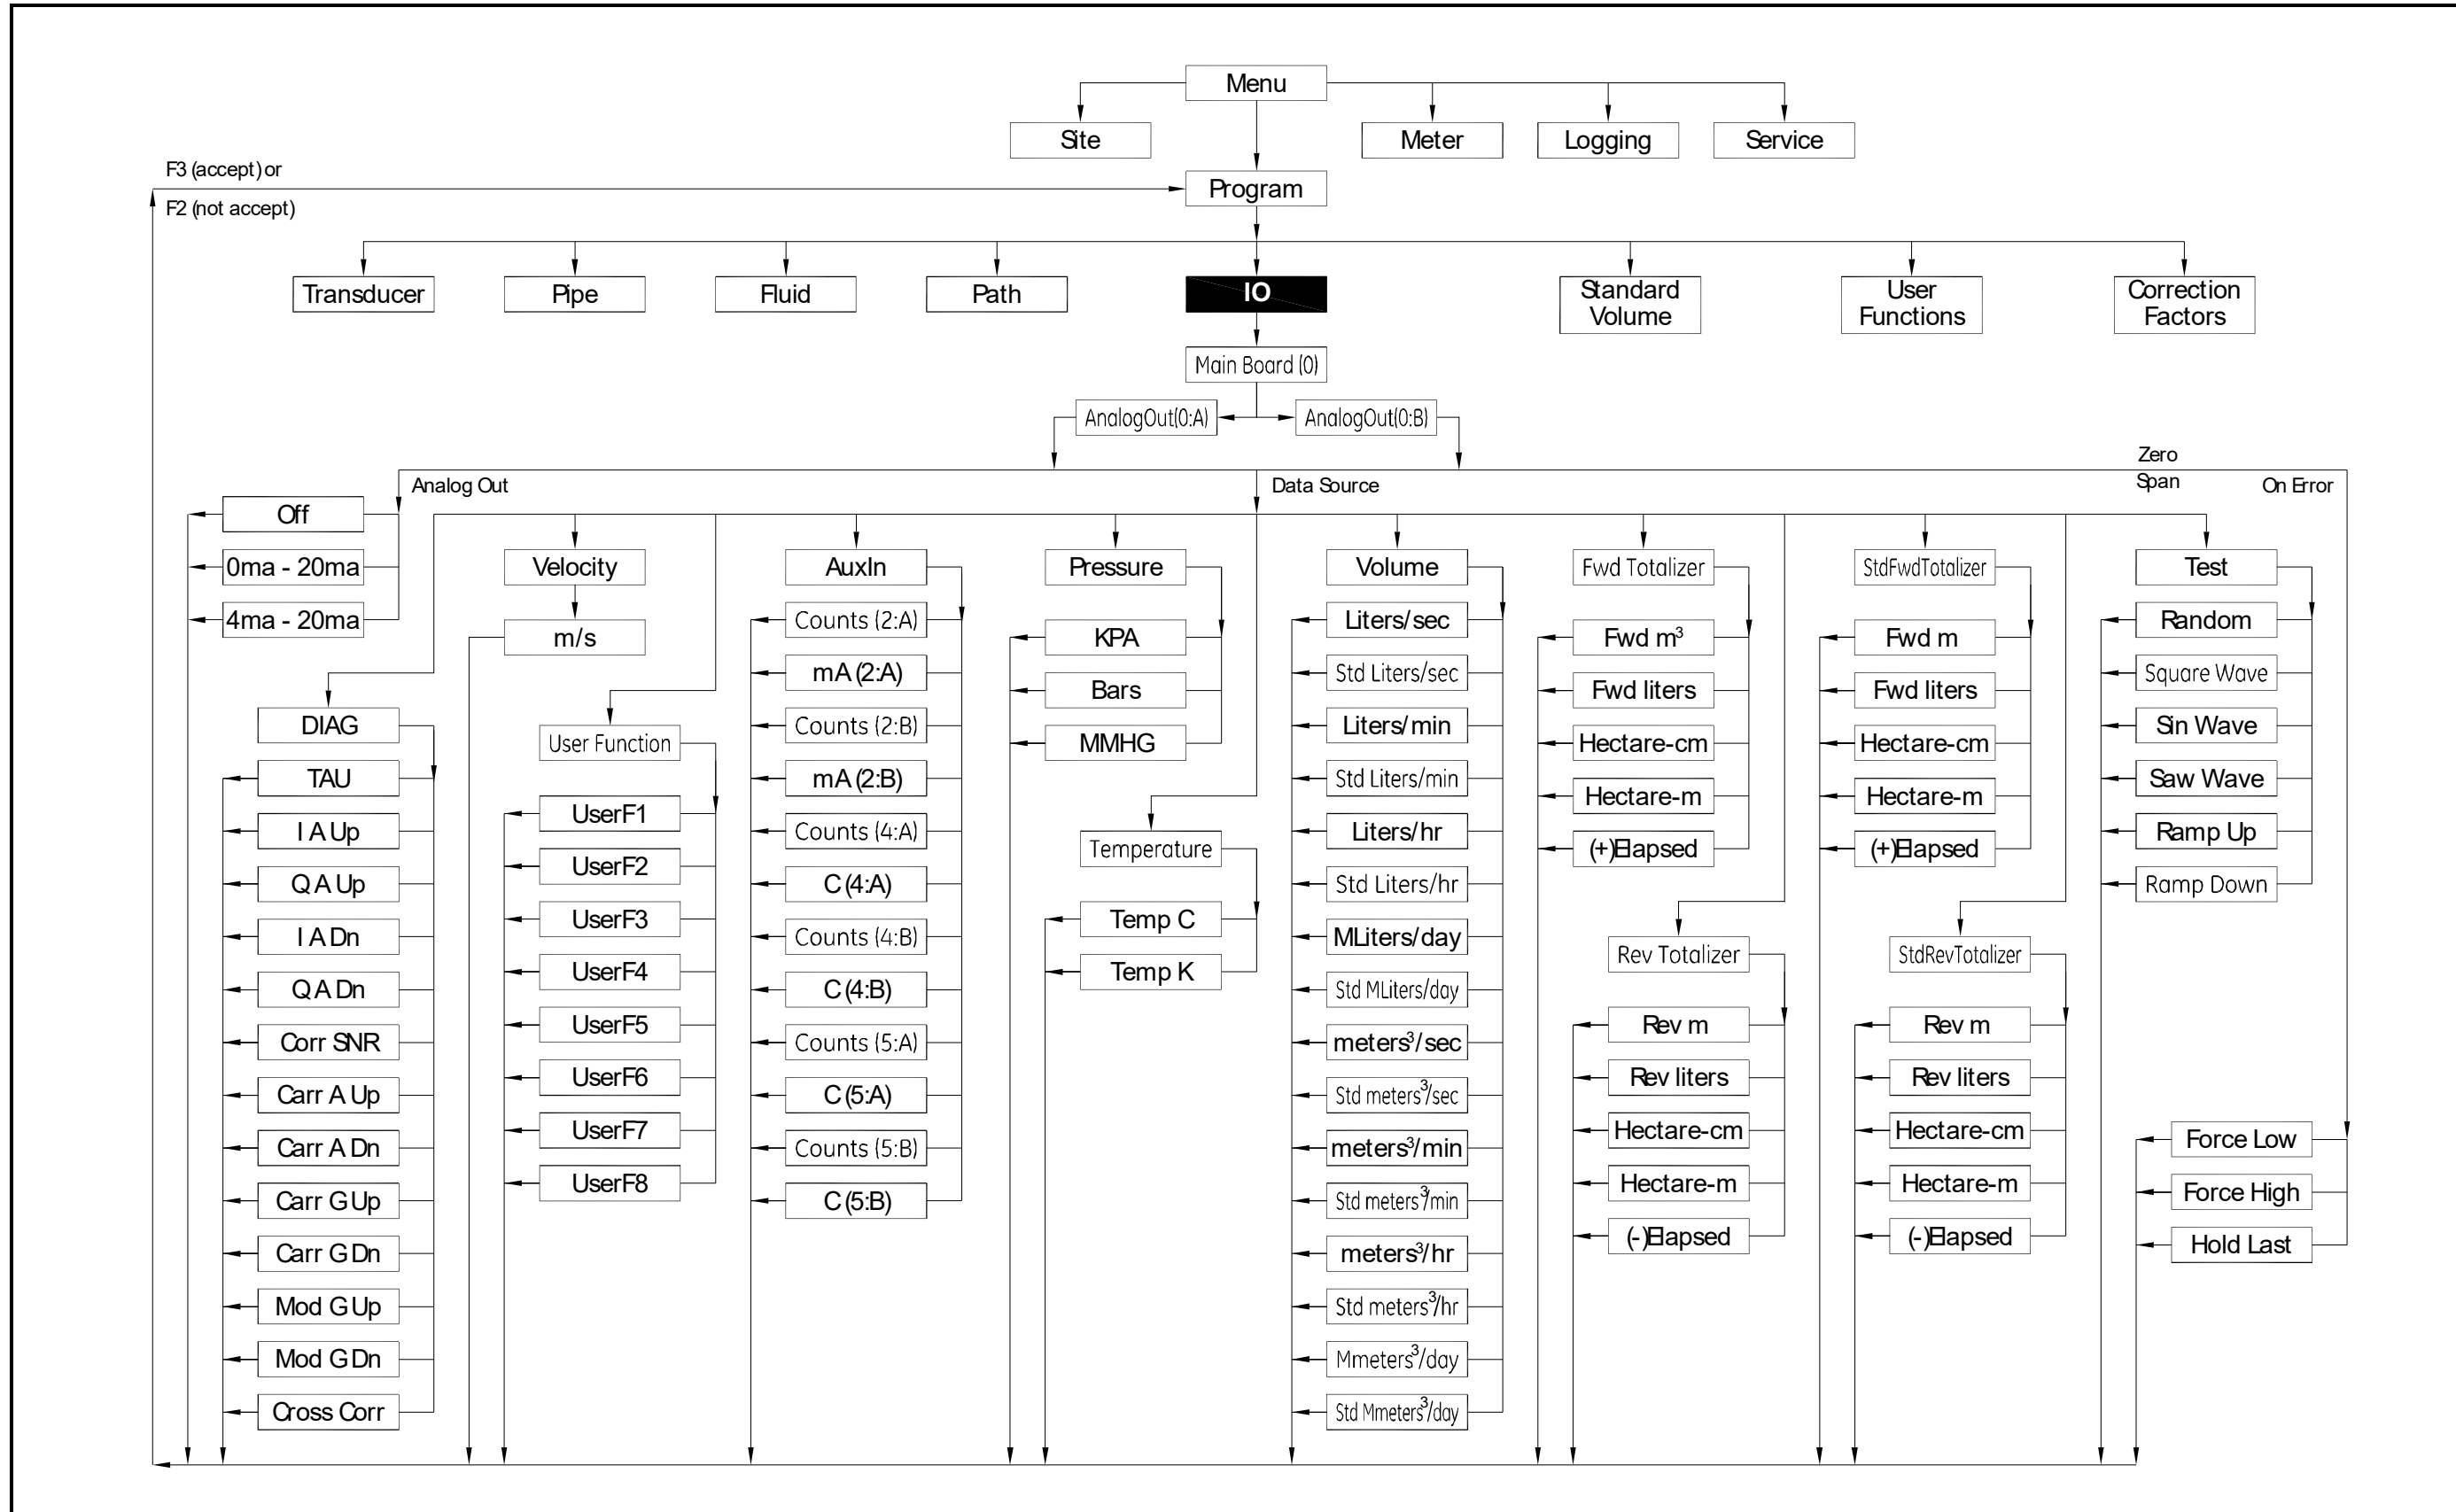 Menu
Site
Meter
Logging
Service
F3 (accept) or
F2 (not accept)
Program
Transducer
Pipe
Fluid
Path
IO
Standard
Volume
User
Functions
Correction
Factors
Main Board (0)
AnalogOut(0:A)
AnalogOut(0:B)
Analog Out
Data Source
Zero
Span
On Error
Off
0ma - 20ma
4ma - 20ma
DIAG
TAU
I A Up
Q A Up
I A Dn
Q A Dn
Corr SNR
Carr A Up
Carr A Dn
Carr G Up
Carr G Dn
Mod G Up
Mod G Dn
Cross Corr
Velocity
m/s
User Function
UserF1
UserF2
UserF3
UserF4
UserF5
UserF6
UserF7
UserF8
AuxIn
Counts (2:A)
mA (2:A)
Counts (2:B)
mA (2:B)
Counts (4:A)
C (4:A)
Counts (4:B)
C (4:B)
Counts (5:A)
C (5:A)
Counts (5:B)
C (5:B)
Pressure
KPA
Bars
MMHG
Temperature
Temp C
Temp K
Volume
Liters/sec
Std Liters/sec
Liters/min
Std Liters/min
Liters/hr
Std Liters/hr
MLiters/day
Std MLiters/day
meters³/sec
Std meters³/sec
meters³/min
Std meters³/min
meters³/hr
Std meters³/hr
Mmeters³/day
Std Mmeters³/day
Fwd Totalizer
Fwd m³
Fwd liters
Hectare-cm
Hectare-m
(+)Elapsed
Rev Totalizer
Rev m
Rev liters
Hectare-cm
Hectare-m
(-)Elapsed
StdFwdTotalizer
Fwd m
Fwd liters
Hectare-cm
Hectare-m
(+)Elapsed
StdRevTotalizer
Rev m
Rev liters
Hectare-cm
Hectare-m
(-)Elapsed
Test
Random
Square Wave
Sin Wave
Saw Wave
Ramp Up
Ramp Down
Force Low
Force High
Hold Last